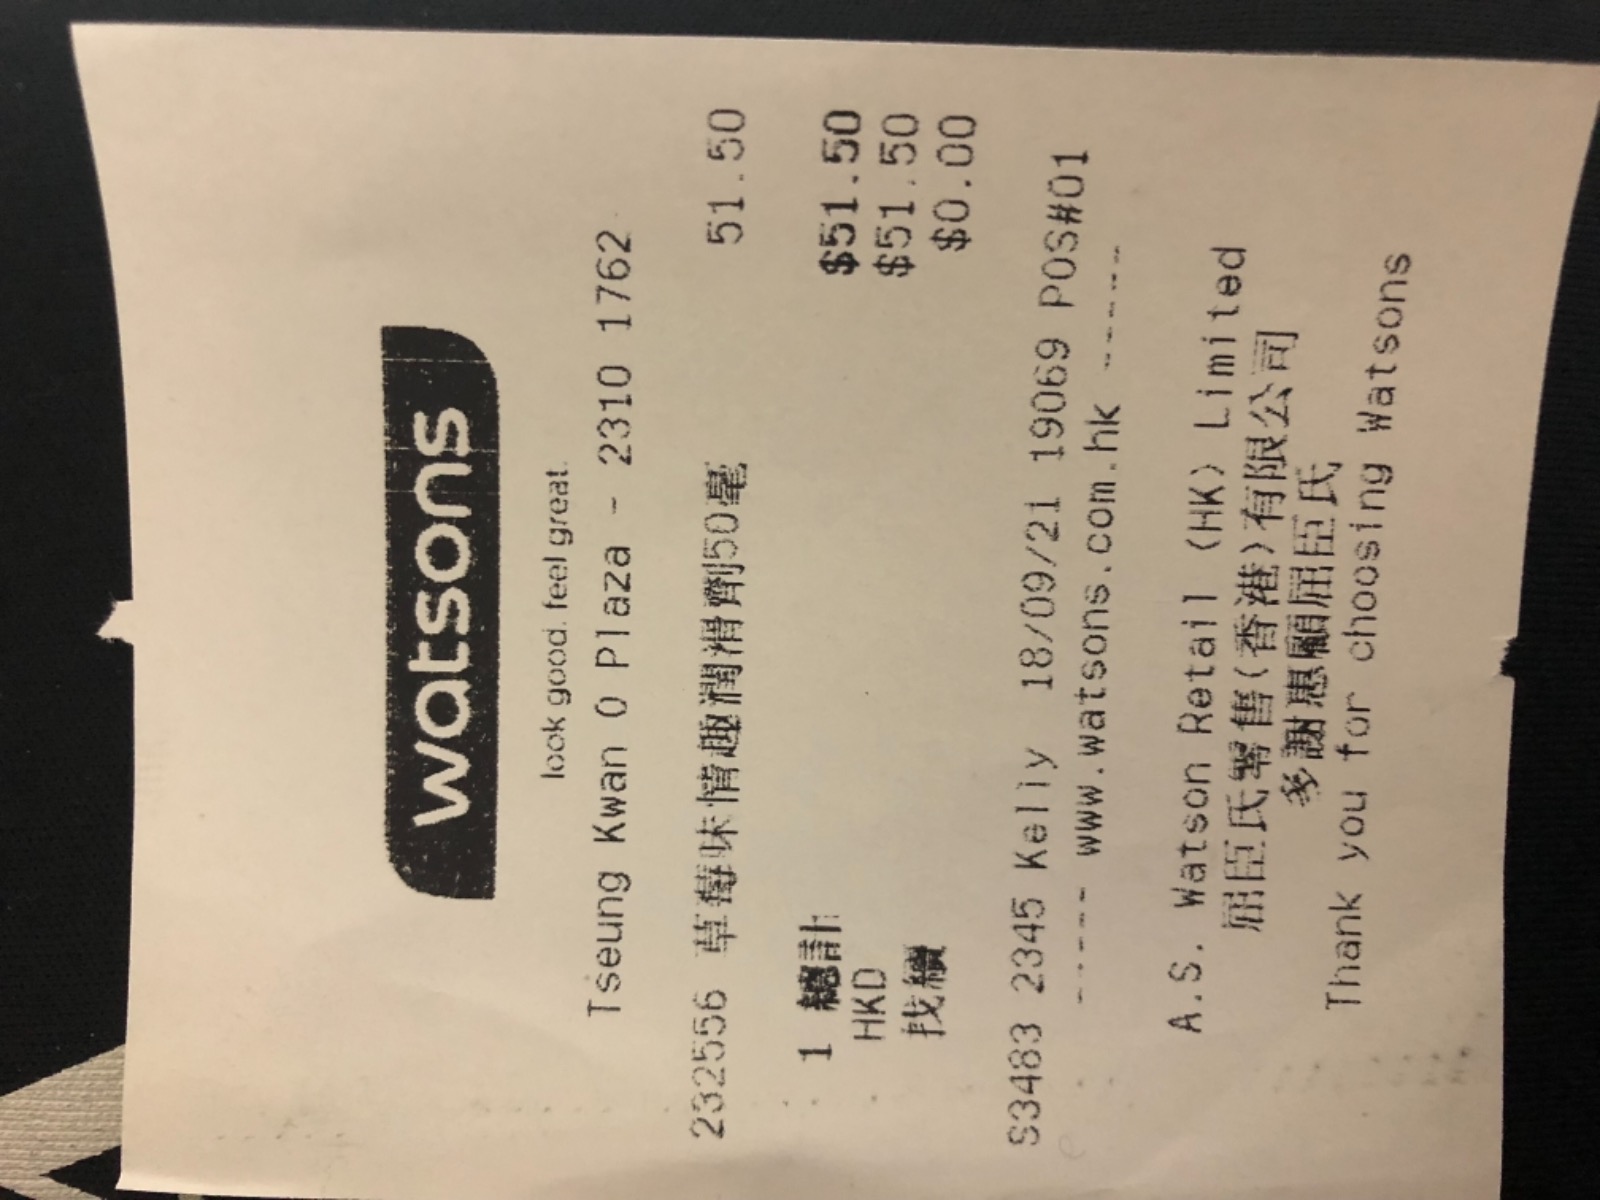 watsons
look good. feel great.
Tseung Kwan O Plaza - 2310 1762
232556 草莓味情趣潤滑劑50毫 51.50
1 總計 $51.50
HKD $51.50
找續 $0.00
S3483 2345 Kelly 18/09/21 19069 POS#01
----- www.watsons.com.hk -----
A.S. Watson Retail (HK) Limited
屈臣氏零售(香港)有限公司
多謝惠顧屈臣氏
Thank you for choosing Watsons